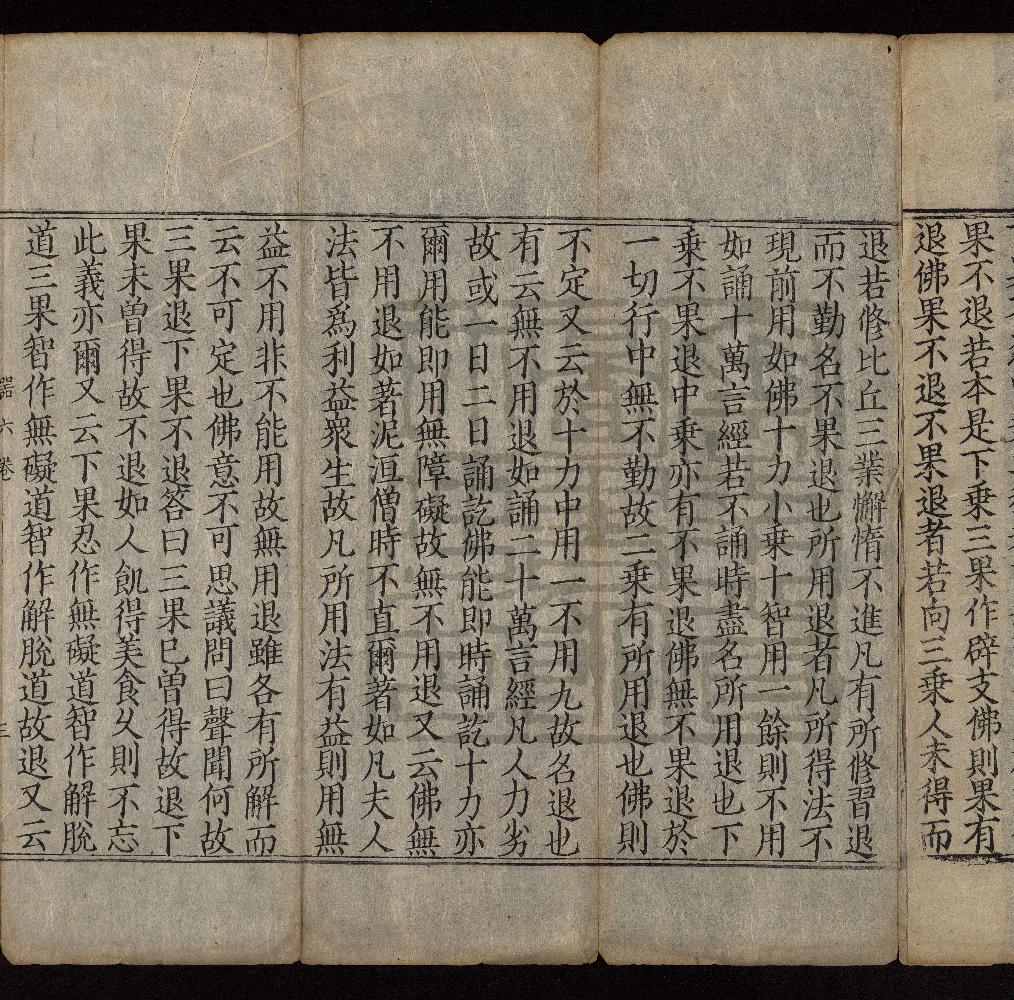 果不退若本是下乘三果作辟支佛則果有
退佛果不退不果退者若向三乘人未得而
退若修比丘三業懈惰不進凡有所修習退
而不勤名不果退也所用退者凡所得法不
現前用如佛十力小乘十智用一餘則不用
如誦十萬言經若不誦時盡名所用退也下
乘不果退中乘亦有不果退佛無不果退於
一切行中無不勤故二乘有所用退也佛則
不定又云於十力中用一不用九故名退也
有云無不用退如誦二十萬言經凡人力劣
故或一日二日誦訖佛能即時誦訖十力亦
爾用能即用無障礙故無不用退又云佛無
不用退如著泥洹僧時不直爾著如凡夫人
法皆為利益眾生故凡所用法有益則用無
益不用非不能用故無用退雖各有所解而
云不可定也佛意不可思議問曰聲聞何故
三果退下果不退答曰三果已曾得故退下
果未曾得故不退如人飢得美食久則不忘
此義亦爾又云下果忍作無礙道智作解脫
道三果智作無礙道智作解脫道故退又云
器 六 卷 三